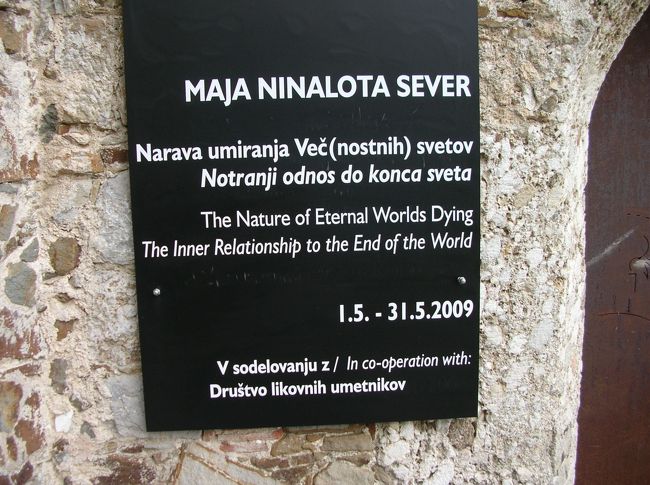 MAJA NINALOTA SEVER
Narava umiranja Več(nostnih) svetov
Notranji odnos do konca sveta
The Nature of Eternal Worlds Dying
The Inner Relationship to the End of the World
1.5. - 31.5.2009
V sodelovanju z / In co-operation with:
Društvo likovnih umetnikov